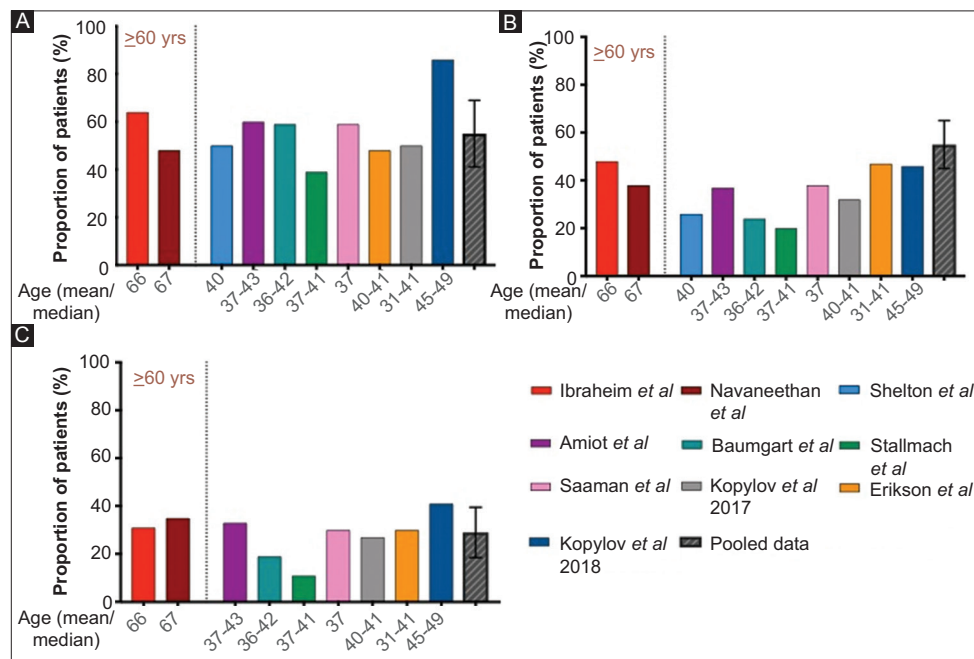 A
≥60 yrs
Proportion of patients (%)
100
80
60
40
20
0
Age (mean/
median)
66
67
40
37-43
36-42
37-41
37
40-41
31-41
45-49
B
≥60 yrs
Proportion of patients (%)
100
80
60
40
20
0
66
67
40
37-43
36-42
37-41
37
40-41
31-41
45-49
C
≥60 yrs
Proportion of patients (%)
100
80
60
40
20
0
Age (mean/
median)
66
67
37-43
36-42
37-41
37
40-41
31-41
45-49
Ibraheim et al
Navaneethan
et al
Shelton et al
Amiot et al
Baumgart et al
Stallmach
et al
Saaman et al
Kopylov et al
2017
Erikson et al
Kopylov et al
2018
Pooled data